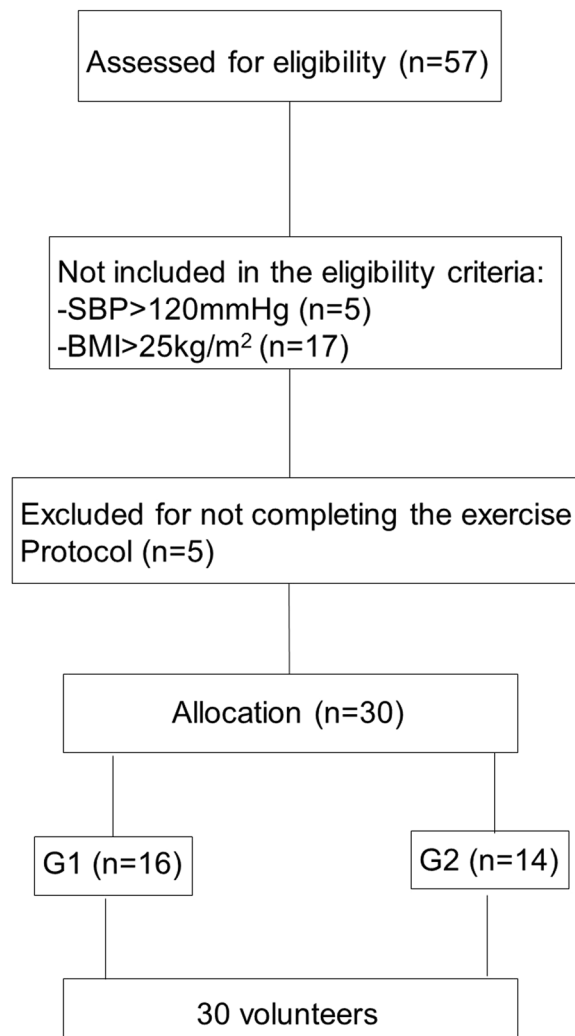 Assessed for eligibility (n=57)
Not included in the eligibility criteria:
-SBP>120mmHg (n=5)
-BMI>25kg/m² (n=17)
Excluded for not completing the exercise
Protocol (n=5)
Allocation (n=30)
G1 (n=16)
G2 (n=14)
30 volunteers